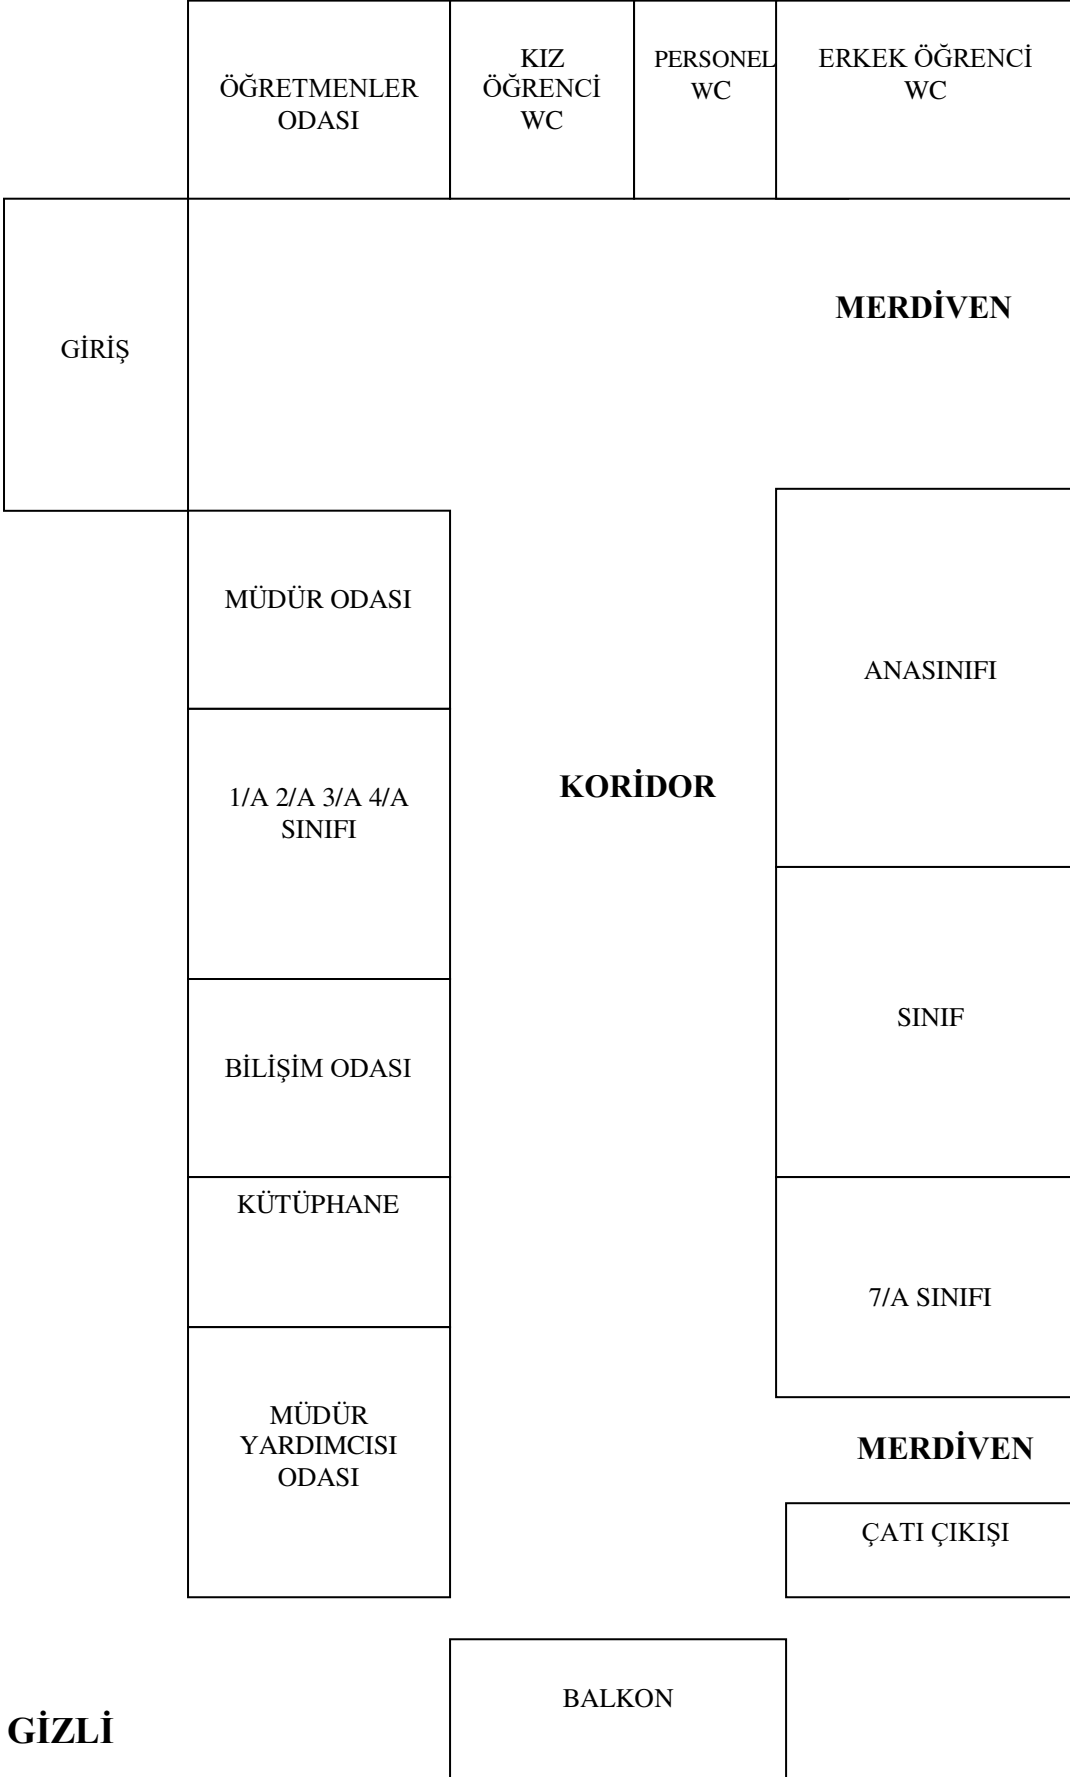 ÖĞRETMENLER
ODASI
KIZ
ÖĞRENCİ
WC
PERSONEL
WC
ERKEK ÖĞRENCİ
WC
MERDİVEN
GİRİŞ
MÜDÜR ODASI
ANASINIFI
1/A 2/A 3/A 4/A
SINIFI
KORİDOR
SINIF
BİLİŞİM ODASI
KÜTÜPHANE
7/A SINIFI
MÜDÜR
YARDIMCISI
ODASI
MERDİVEN
ÇATI ÇIKIŞI
BALKON
GİZLİ